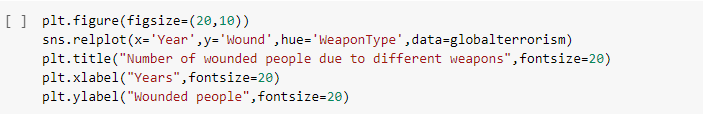 [ ] plt.figure(figsize=(20,10))
sns.relplot(x='Year',y='Wound',hue='WeaponType',data=globalterrorism)
plt.title("Number of wounded people due to different weapons",fontsize=20)
plt.xlabel("Years",fontsize=20)
plt.ylabel("Wounded people",fontsize=20)